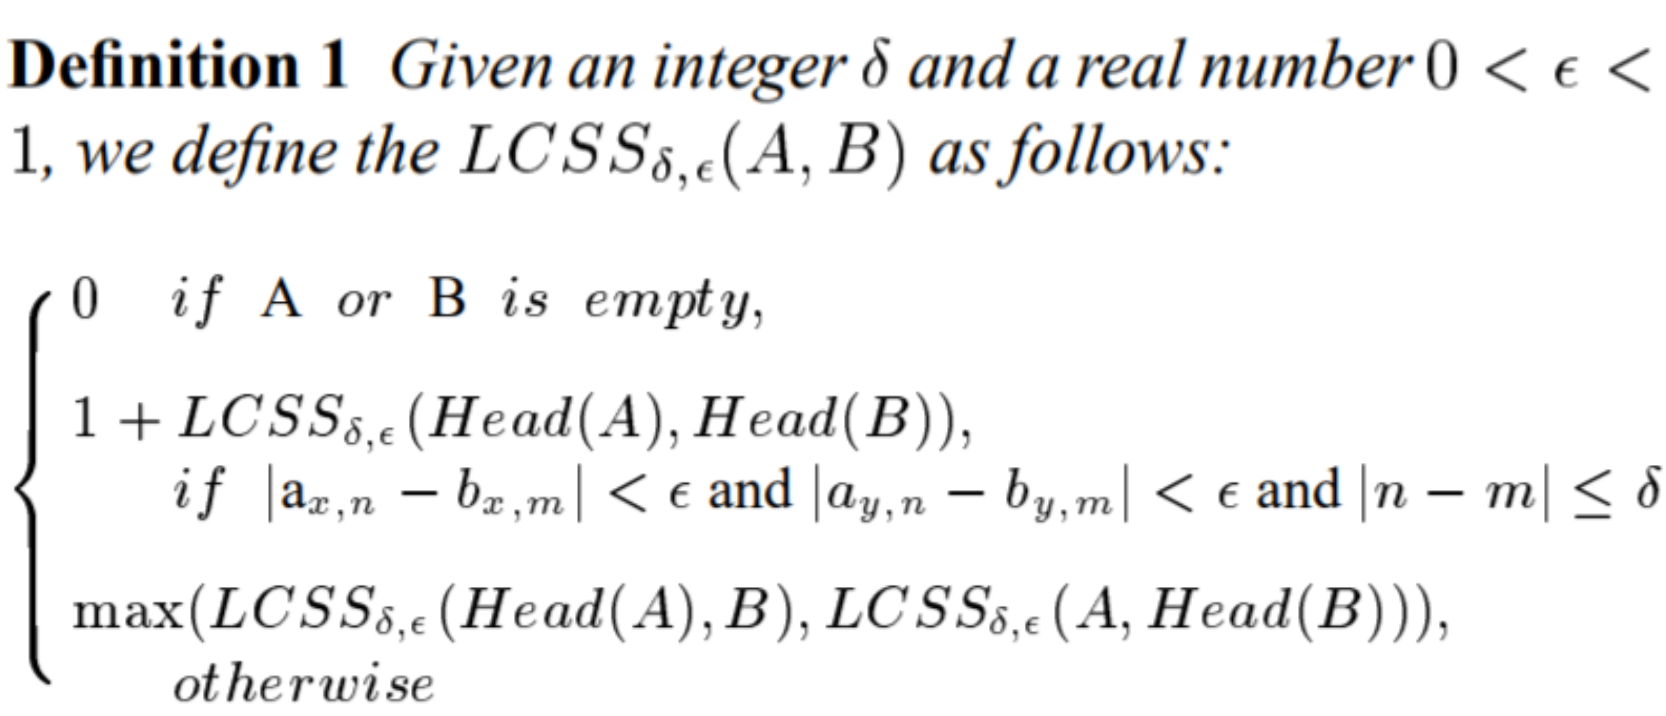 Definition 1 Given an integer δ and a real number 0 < ϵ <
1, we define the LCSS_{δ,ϵ}(A, B) as follows:
0 if A or B is empty,
1 + LCSS_{δ,ϵ}(Head(A), Head(B)),
if |a_{x,n} − b_{x,m}| < ϵ and |a_{y,n} − b_{y,m}| < ϵ and |n − m| ≤ δ
max(LCSS_{δ,ϵ}(Head(A), B), LCSS_{δ,ϵ}(A, Head(B))),
otherwise